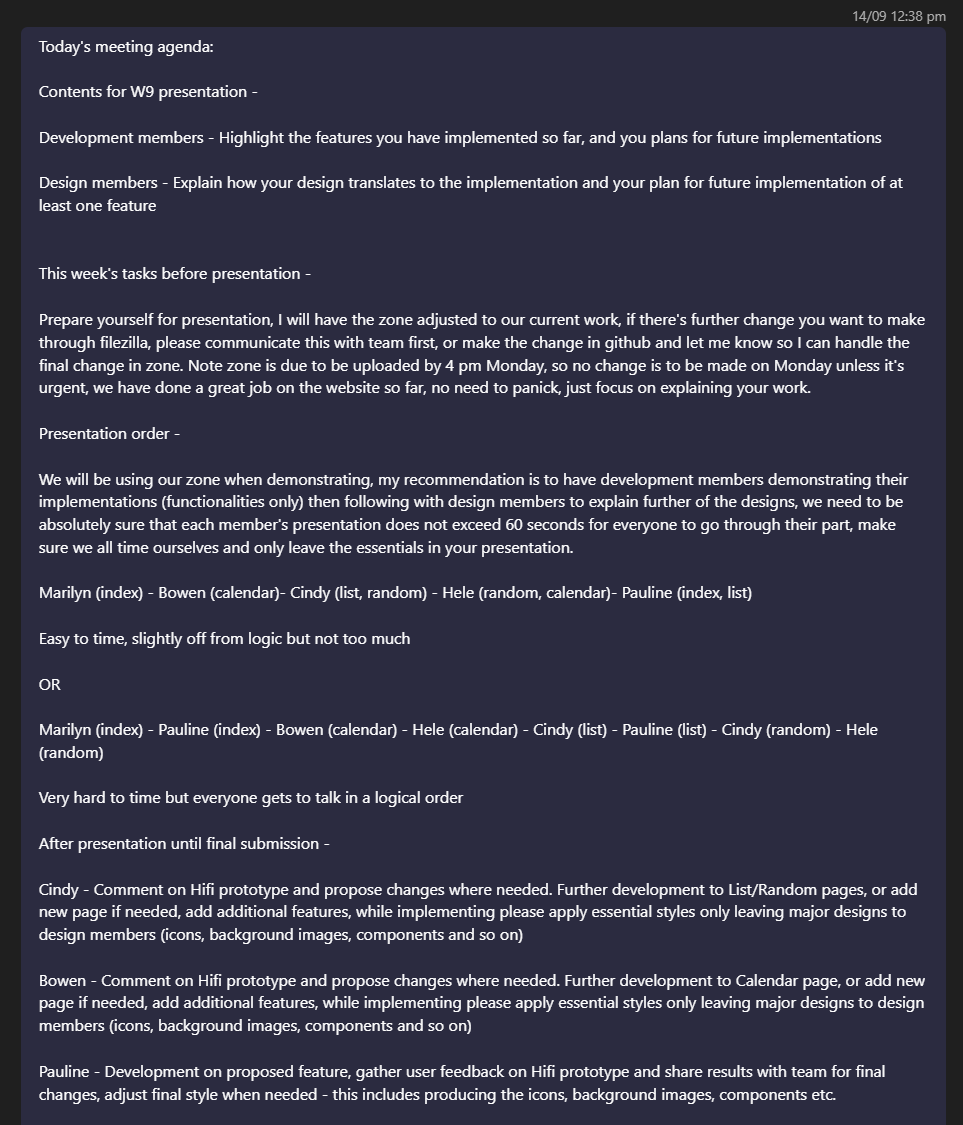 14/09 12:38 pm
Today's meeting agenda:
Contents for W9 presentation -
Development members - Highlight the features you have implemented so far, and you plans for future implementations
Design members - Explain how your design translates to the implementation and your plan for future implementation of at
least one feature
This week's tasks before presentation -
Prepare yourself for presentation, I will have the zone adjusted to our current work, if there's further change you want to make
through filezilla, please communicate this with team first, or make the change in github and let me know so I can handle the
final change in zone. Note zone is due to be uploaded by 4 pm Monday, so no change is to be made on Monday unless it's
urgent, we have done a great job on the website so far, no need to panick, just focus on explaining your work.
Presentation order -
We will be using our zone when demonstrating, my recommendation is to have development members demonstrating their
implementations (functionalities only) then following with design members to explain further of the designs, we need to be
absolutely sure that each member's presentation does not exceed 60 seconds for everyone to go through their part, make
sure we all time ourselves and only leave the essentials in your presentation.
Marilyn (index) - Bowen (calendar)- Cindy (list, random) - Hele (random, calendar)- Pauline (index, list)
Easy to time, slightly off from logic but not too much
OR
Marilyn (index) - Pauline (index) - Bowen (calendar) - Hele (calendar) - Cindy (list) - Pauline (list) - Cindy (random) - Hele
(random)
Very hard to time but everyone gets to talk in a logical order
After presentation until final submission -
Cindy - Comment on Hifi prototype and propose changes where needed. Further development to List/Random pages, or add
new page if needed, add additional features, while implementing please apply essential styles only leaving major designs to
design members (icons, background images, components and so on)
Bowen - Comment on Hifi prototype and propose changes where needed. Further development to Calendar page, or add new
page if needed, add additional features, while implementing please apply essential styles only leaving major designs to design
members (icons, background images, components and so on)
Pauline - Development on proposed feature, gather user feedback on Hifi prototype and share results with team for final
changes, adjust final style when needed - this includes producing the icons, background images, components etc.